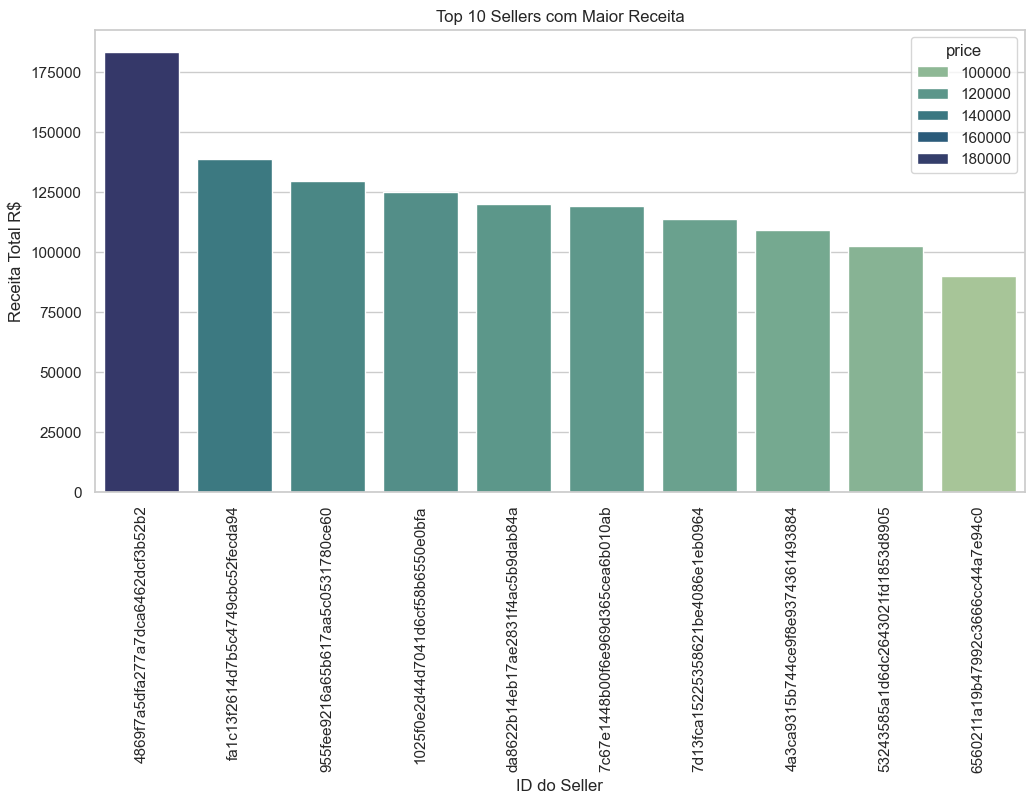 Top 10 Sellers com Maior Receita
price
100000
120000
140000
160000
180000
175000
150000
125000
100000
75000
50000
25000
0
Receita Total R$
4869f7a5dfa277a7dca6462dcf3b52b2
fa1c13f2614d7b5c4749cbc52fecda94
955fee9216a65b617aa5c0531780ce60
1025f0e2d44d7041d6cf58b6550e0bfa
da8622b14eb17ae2831f4ac5b9dab84a
7c67e1448b00f6e969d365cea6b010ab
7d13fca15225358621be4086e1eb0964
4a3ca9315b744ce9f8e9374361493884
53243585a1d6dc2643021fd1853d8905
6560211a19b47992c3666cc44a7e94c0
ID do Seller